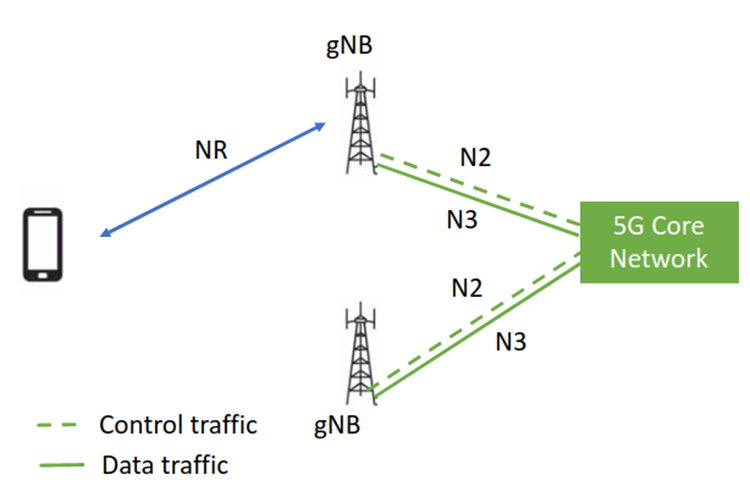 gNB
NR
N2
N3
5G Core
Network
N2
N3
gNB
Control traffic
Data traffic